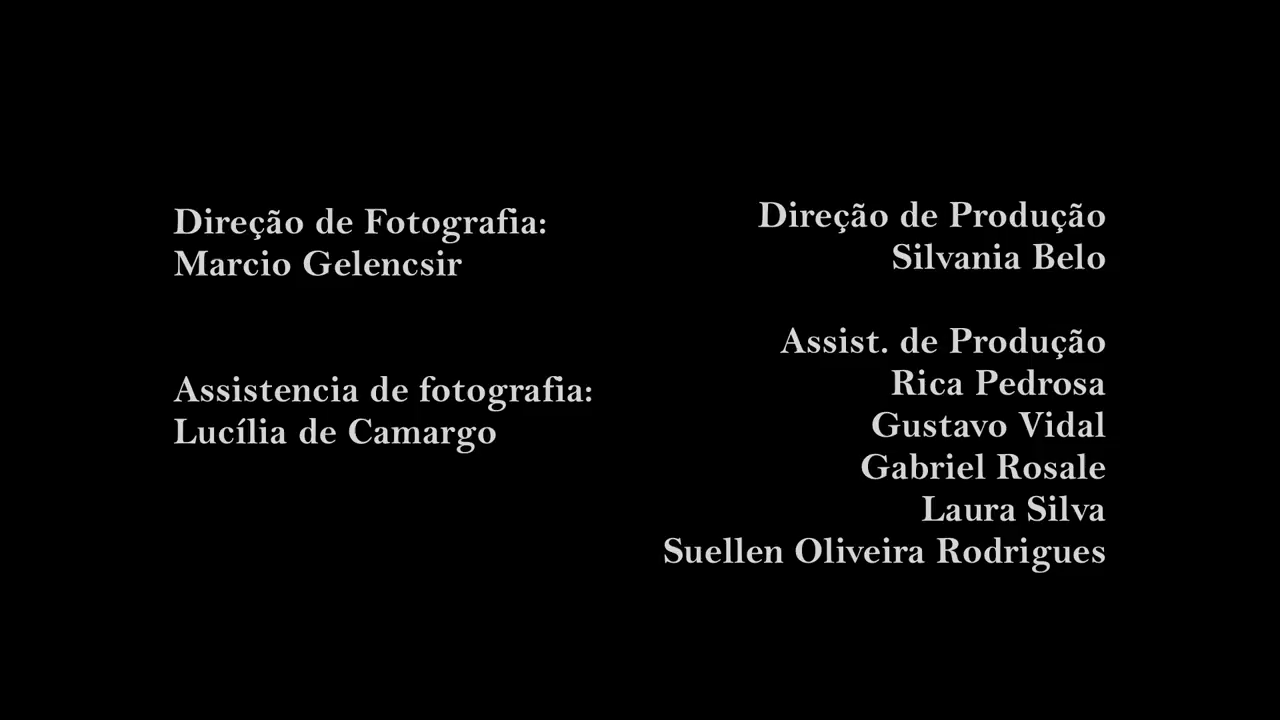 Direção de Fotografia:
Marcio Gelencsir
Assistencia de fotografia:
Lucília de Camargo
Direção de Produção
Silvania Belo
Assist. de Produção
Rica Pedrosa
Gustavo Vidal
Gabriel Rosale
Laura Silva
Suellen Oliveira Rodrigues